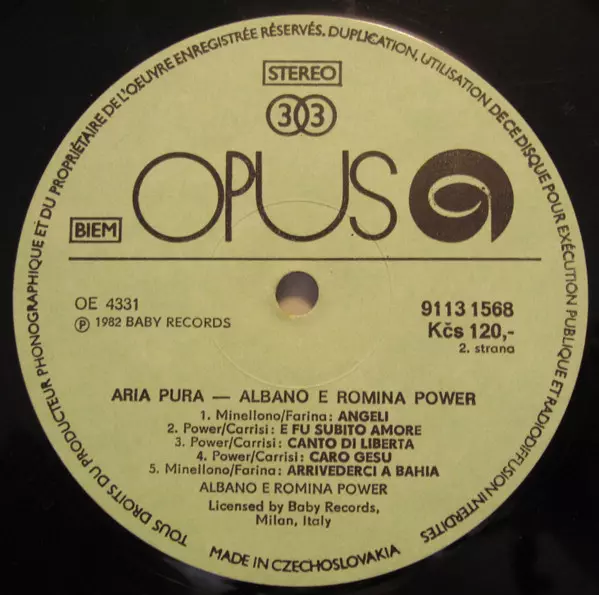 TOUS DROITS DU PRODUCTEUR PHONOGRAPHIQUE ET DU PROPRIÉTAIRE DE L'OEUVRE ENREGISTRÉE RÉSERVÉS. DUPLICATION, UTILISATION DE CE DISQUE POUR EXÉCUTION PUBLIQUE ET RADIODIFFUSION INTERDITES
STEREO
33
OPUS
BIEM
OE 4331
Ⓟ 1982 BABY RECORDS
9113 1568
Kčs 120,-
2. strana
ARIA PURA — ALBANO E ROMINA POWER
1. Minellono/Farina: ANGELI
2. Power/Carrisi: E FU SUBITO AMORE
3. Power/Carrisi: CANTO DI LIBERTA
4. Power/Carrisi: CARO GESU
5. Minellono/Farina: ARRIVEDERCI A BAHIA
ALBANO E ROMINA POWER
Licensed by Baby Records,
Milan, Italy
MADE IN CZECHOSLOVAKIA